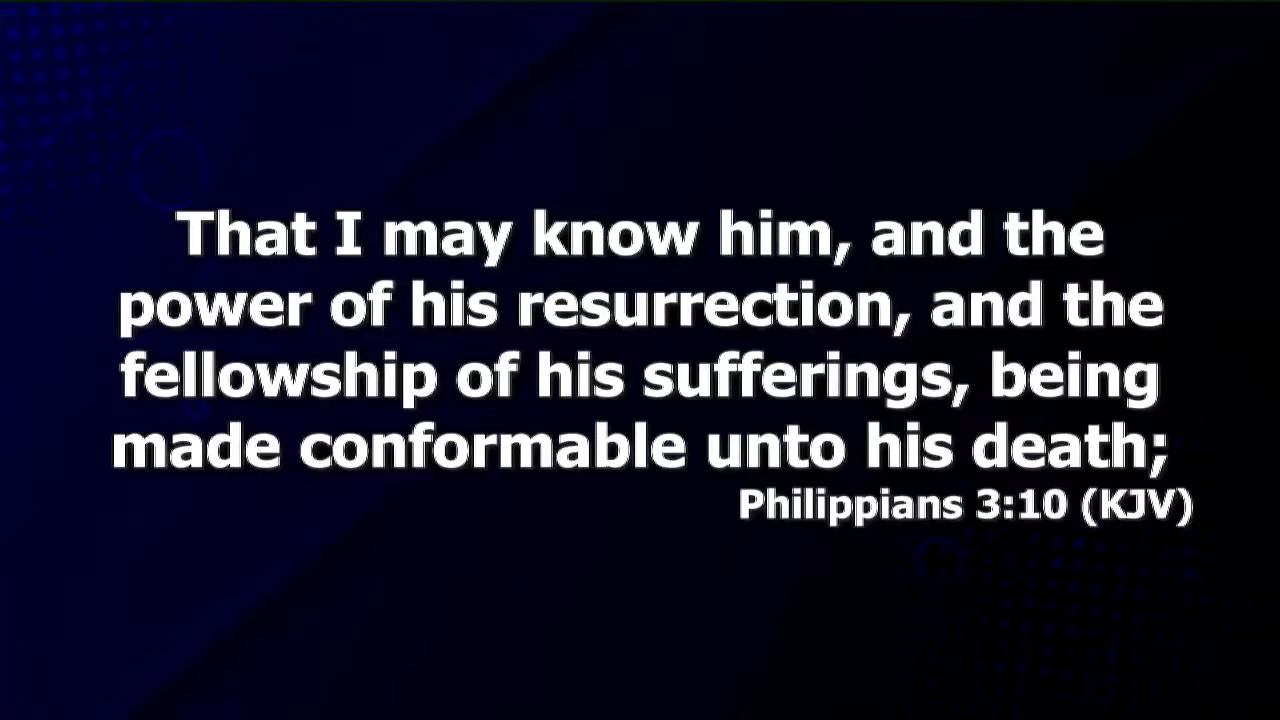 That I may know him, and the
power of his resurrection, and the
fellowship of his sufferings, being
made conformable unto his death;
Philippians 3:10 (KJV)